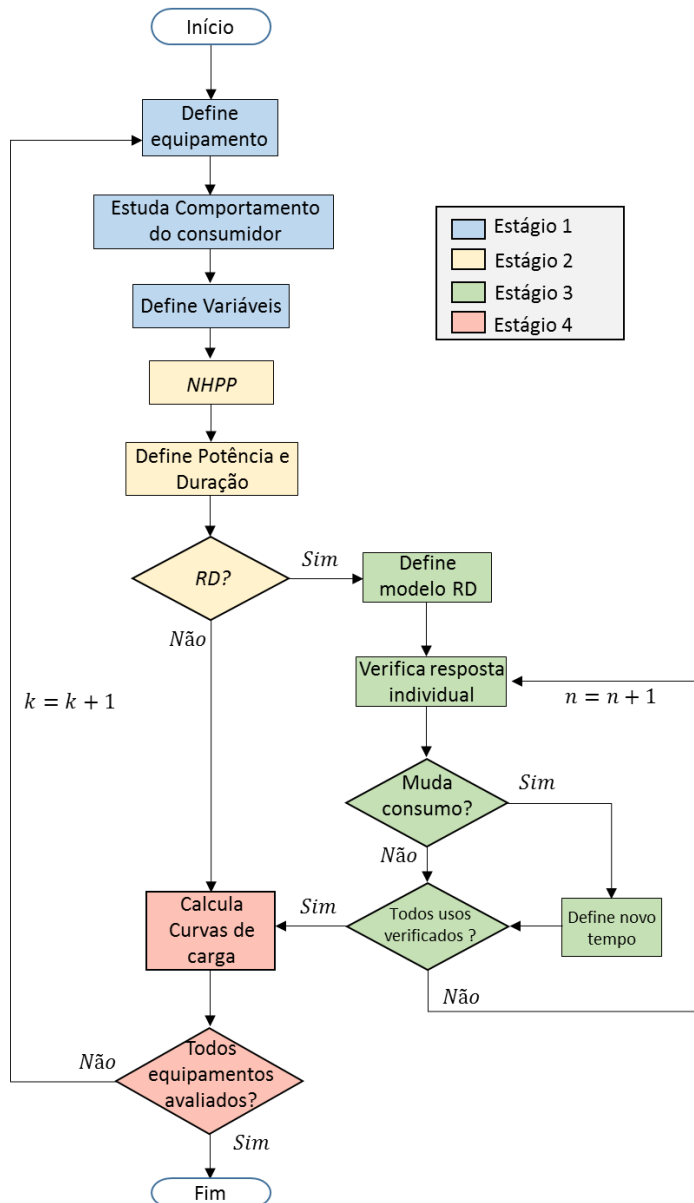 Início
Define
equipamento
Estuda Comportamento
do consumidor
Define Variáveis
NHPP
Define Potência e
Duração
RD?
Sim
Não
Define
modelo RD
Verifica resposta
individual
n = n + 1
k = k + 1
Muda
consumo?
Sim
Não
Todos usos
verificados ?
Define novo
tempo
Sim
Não
Calcula
Curvas de
carga
Todos
equipamentos
avaliados?
Não
Sim
Fim
Estágio 1
Estágio 2
Estágio 3
Estágio 4